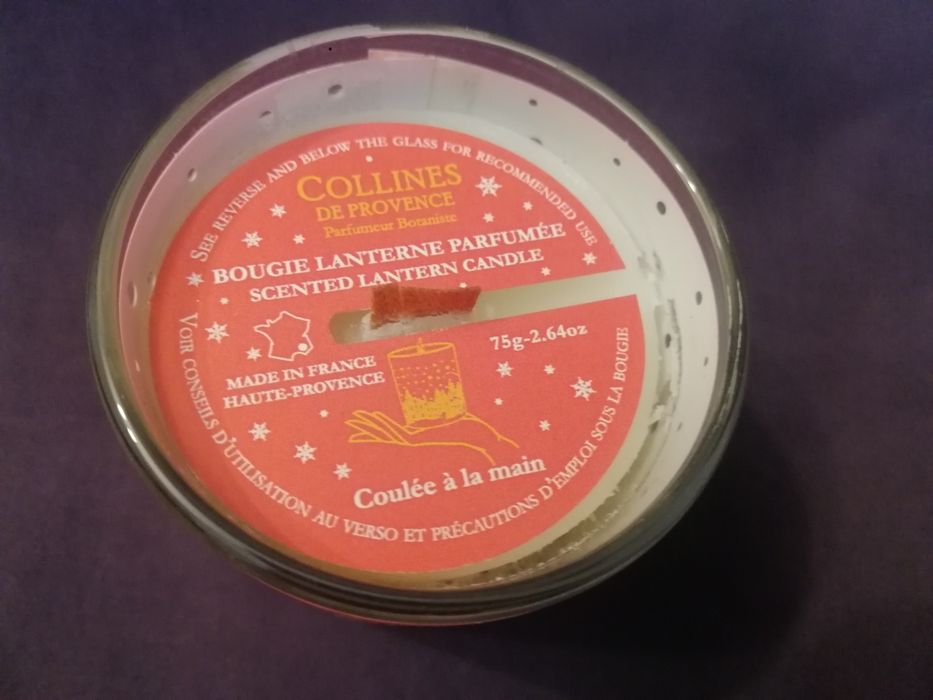 SEE REVERSE AND BELOW THE GLASS FOR RECOMMENDED USE
COLLINES
DE PROVENCE
Parfumeur Botaniste
BOUGIE LANTERNE PARFUMÉE
SCENTED LANTERN CANDLE
75g-2.64oz
MADE IN FRANCE
HAUTE-PROVENCE
Coulée à la main
VOIR CONSEILS D'UTILISATION AU VERSO ET PRÉCAUTIONS D'EMPLOI SOUS LA BOUGIE